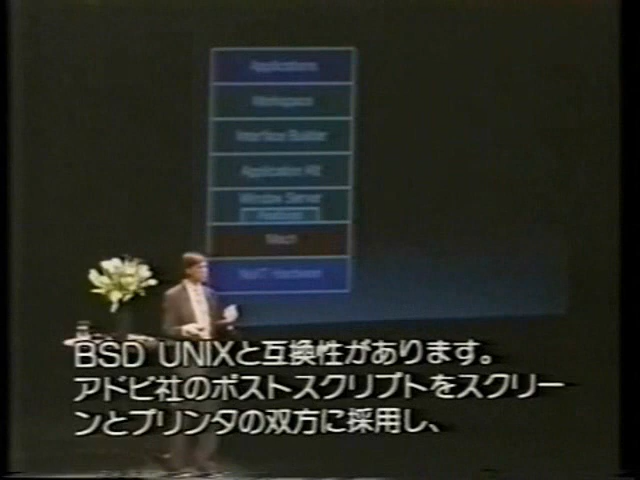 Applications
Workspace
Interface Builder
Application Kit
Window Server
PostScript
Mach
NeXT Hardware
BSD UNIXと互換性があります。
アドビ社のポストスクリプトをスクリー
ンとプリンタの双方に採用し、